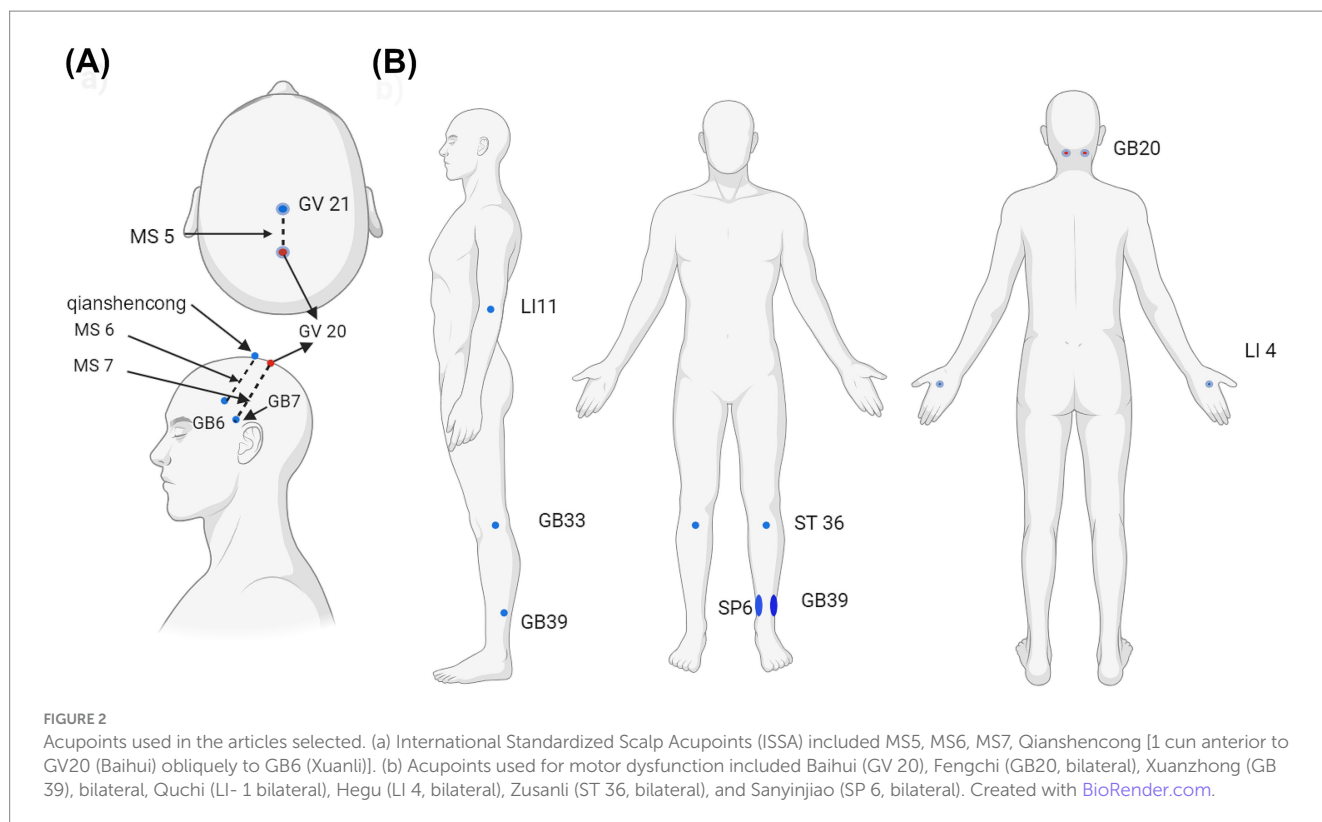 (A)
a)
GV 21
MS 5
qianshencong
MS 6
GV 20
MS 7
GB7
GB6
(B)
b)
GB20
LI11
LI 4
GB33
ST 36
SP6
GB39
GB39
FIGURE 2
Acupoints used in the articles selected. (a) International Standardized Scalp Acupoints (ISSA) included MS5, MS6, MS7, Qianshencong [1 cun anterior to
GV20 (Baihui) obliquely to GB6 (Xuanli)]. (b) Acupoints used for motor dysfunction included Baihui (GV 20), Fengchi (GB20, bilateral), Xuanzhong (GB
39), bilateral, Quchi (LI- 1 bilateral), Hegu (LI 4, bilateral), Zusanli (ST 36, bilateral), and Sanyinjiao (SP 6, bilateral). Created with BioRender.com.